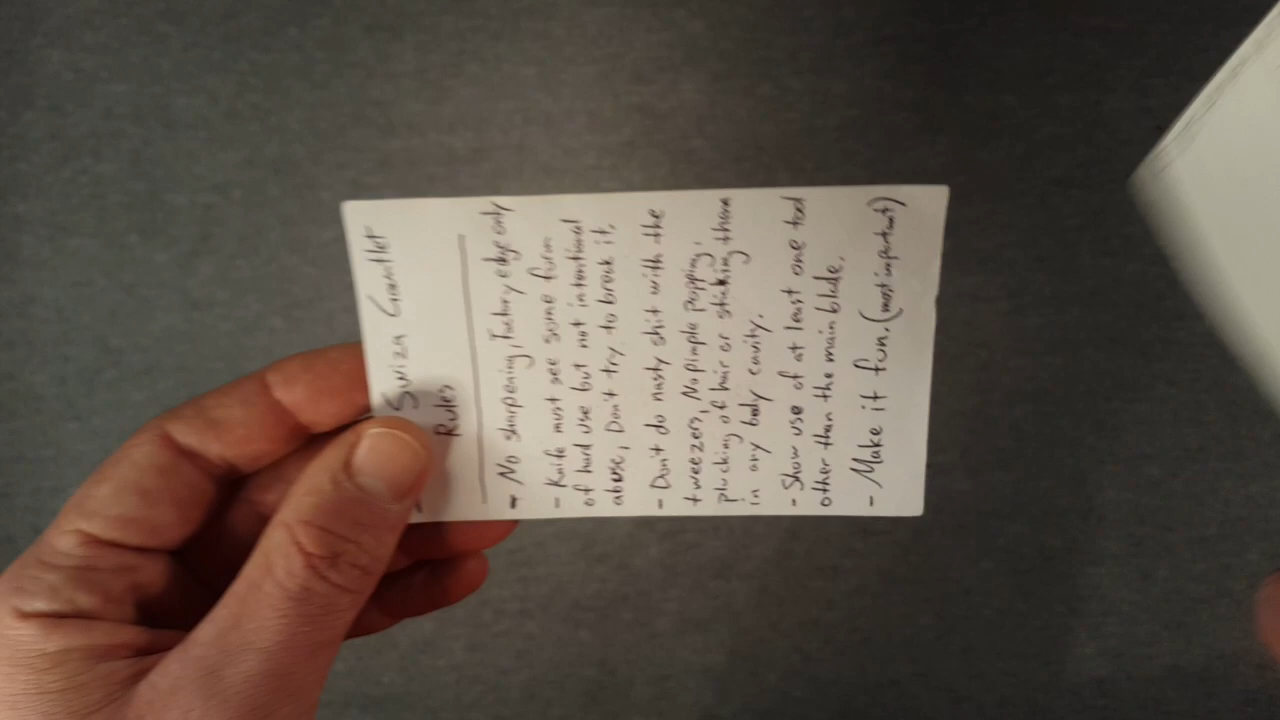 Swiza Gauntlet
Rules
- No sharpening, Factory edge only
- Knife must see some form
of hard use but not intentional
abuse, Don't try to break it.
- Don't do nasty shit with the
tweezers, No pimple popping,
plucking of hair or sticking them
in any body cavity.
- Show use of at least one tool
other than the main blade.
- Make it fun. (most important)